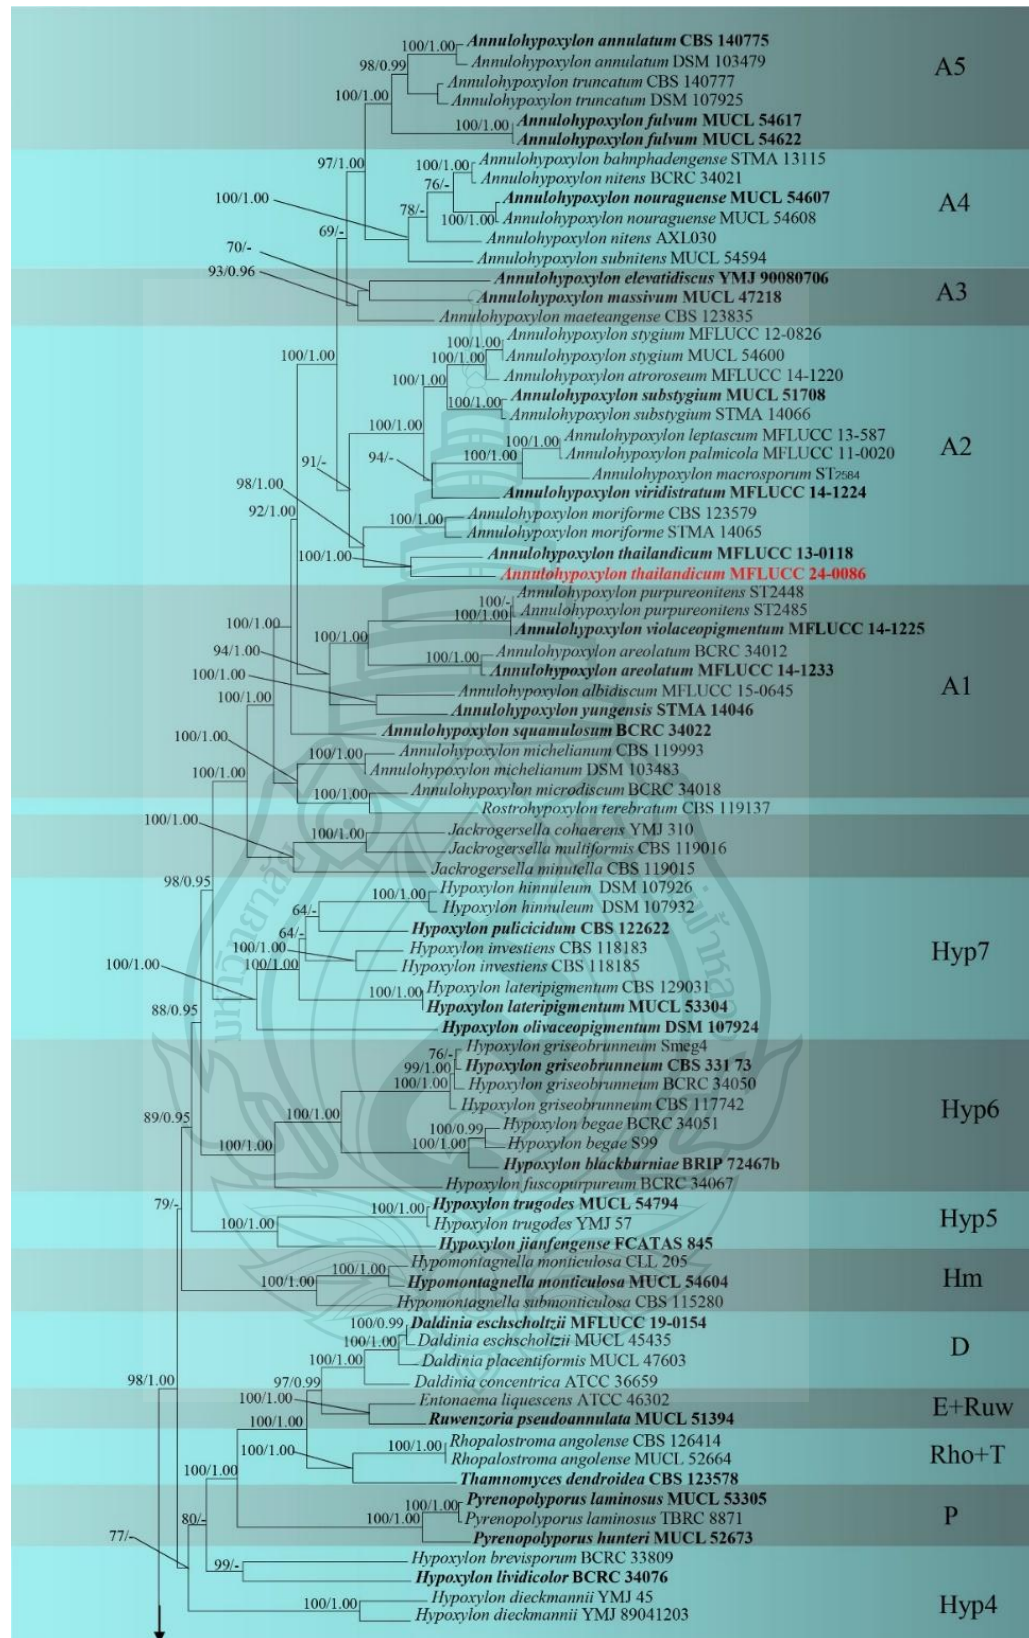 100/1.00 Annulohypoxylon annulatum CBS 140775
98/0.99 Annulohypoxylon annulatum DSM 103479
A5
Annulohypoxylon truncatum CBS 140777
100/1.00 Annulohypoxylon truncatum DSM 107925
100/1.00 Annulohypoxylon fulvum MUCL 54617
Annulohypoxylon fulvum MUCL 54622
97/1.00 100/1.00 Annulohypoxylon bahnphadengense STMA 13115
76/- Annulohypoxylon nitens BCRC 34021
100/1.00 Annulohypoxylon nouraguense MUCL 54607
A4
78/- 100/1.00 Annulohypoxylon nouraguense MUCL 54608
69/- Annulohypoxylon nitens AXL030
70/- Annulohypoxylon subnitens MUCL 54594
93/0.96 Annulohypoxylon elevatidiscus YMJ 90080706
A3
Annulohypoxylon massivum MUCL 47218
Annulohypoxylon maeteangense CBS 123835
100/1.00 Annulohypoxylon stygium MFLUCC 12-0826
100/1.00 100/1.00 Annulohypoxylon stygium MUCL 54600
Annulohypoxylon atroroseum MFLUCC 14-1220
100/1.00 100/1.00 Annulohypoxylon substygium MUCL 51708
Annulohypoxylon substygium STMA 14066
100/1.00 100/1.00 Annulohypoxylon leptascum MFLUCC 13-587
A2
91/- 94/- 100/1.00 Annulohypoxylon palmicola MFLUCC 11-0020
Annulohypoxylon macrosporum ST2584
98/1.00 Annulohypoxylon viridistratum MFLUCC 14-1224
92/1.00 100/1.00 Annulohypoxylon moriforme CBS 123579
Annulohypoxylon moriforme STMA 14065
100/1.00 Annulohypoxylon thailandicum MFLUCC 13-0118
Annulohypoxylon thailandicum MFLUCC 24-0086
100/- Annulohypoxylon purpureonitens ST2448
100/1.00 100/1.00 Annulohypoxylon purpureonitens ST2485
100/1.00 Annulohypoxylon violaceopigmentum MFLUCC 14-1225
94/1.00 Annulohypoxylon areolatum BCRC 34012
100/1.00 100/1.00 Annulohypoxylon areolatum MFLUCC 14-1233
A1
Annulohypoxylon albidiscum MFLUCC 15-0645
Annulohypoxylon yungensis STMA 14046
100/1.00 Annulohypoxylon squamulosum BCRC 34022
100/1.00 Annulohypoxylon michelianum CBS 119993
100/1.00 Annulohypoxylon michelianum DSM 103483
100/1.00 Annulohypoxylon microdiscum BCRC 34018
Rostrohypoxylon terebratum CBS 119137
100/1.00 100/1.00 Jackrogersella cohaerens YMJ 310
Jackrogersella multiformis CBS 119016
Jackrogersella minutella CBS 119015
98/0.95 100/1.00 Hypoxylon hinnuleum DSM 107926
64/- Hypoxylon hinnuleum DSM 107932
64/- Hypoxylon pulicicidum CBS 122622
100/1.00 Hypoxylon investiens CBS 118183
Hyp7
100/1.00 100/1.00 Hypoxylon investiens CBS 118185
100/1.00 Hypoxylon lateripigmentum CBS 129031
88/0.95 Hypoxylon lateripigmentum MUCL 53304
Hypoxylon olivaceopigmentum DSM 107924
76/- Hypoxylon griseobrunneum Smeg4
99/1.00 Hypoxylon griseobrunneum CBS 331 73
100/1.00 Hypoxylon griseobrunneum BCRC 34050
Hypoxylon griseobrunneum CBS 117742
Hyp6
89/0.95 100/1.00 100/0.99 Hypoxylon begae BCRC 34051
100/1.00 100/1.00 Hypoxylon begae S99
Hypoxylon blackburniae BRIP 72467b
Hypoxylon fuscopurpureum BCRC 34067
79/- 100/1.00 Hypoxylon trugodes MUCL 54794
100/1.00 Hypoxylon trugodes YMJ 57
Hyp5
Hypoxylon jianfengense FCATAS 845
100/1.00 Hypomontagnella monticulosa CLL 205
100/1.00 Hypomontagnella monticulosa MUCL 54604
Hm
Hypomontagnella submonticulosa CBS 115280
100/0.99 Daldinia eschscholtzii MFLUCC 19-0154
100/1.00 Daldinia eschscholtzii MUCL 45435
D
100/1.00 Daldinia placentiformis MUCL 47603
98/1.00 97/0.99 Daldinia concentrica ATCC 36659
100/1.00 Entonaema liquescens ATCC 46302
E+Ruw
100/1.00 Ruwenzoria pseudoannulata MUCL 51394
100/1.00 100/1.00 Rhopalostroma angolense CBS 126414
Rhopalostroma angolense MUCL 52664
Rho+T
100/1.00 Thamnomyces dendroidea CBS 123578
100/1.00 Pyrenopolyporus laminosus MUCL 53305
80/- 100/1.00 Pyrenopolyporus laminosus TBRC 8871
P
77/- Pyrenopolyporus hunteri MUCL 52673
99/- Hypoxylon brevisporum BCRC 33809
Hypoxylon lividicolor BCRC 34076
100/1.00 Hypoxylon dieckmannii YMJ 45
Hyp4
Hypoxylon dieckmannii YMJ 89041203